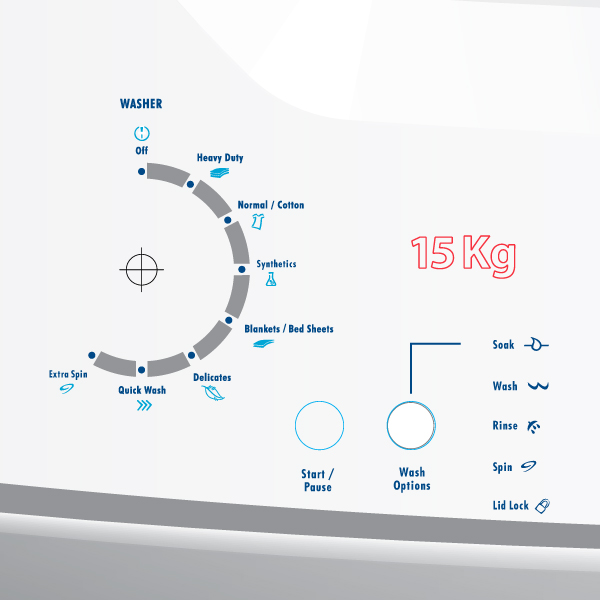 WASHER
Off
Heavy Duty
Normal / Cotton
Synthetics
Blankets / Bed Sheets
Delicates
Quick Wash
Extra Spin
15 Kg
Start /
Pause
Wash
Options
Soak
Wash
Rinse
Spin
Lid Lock